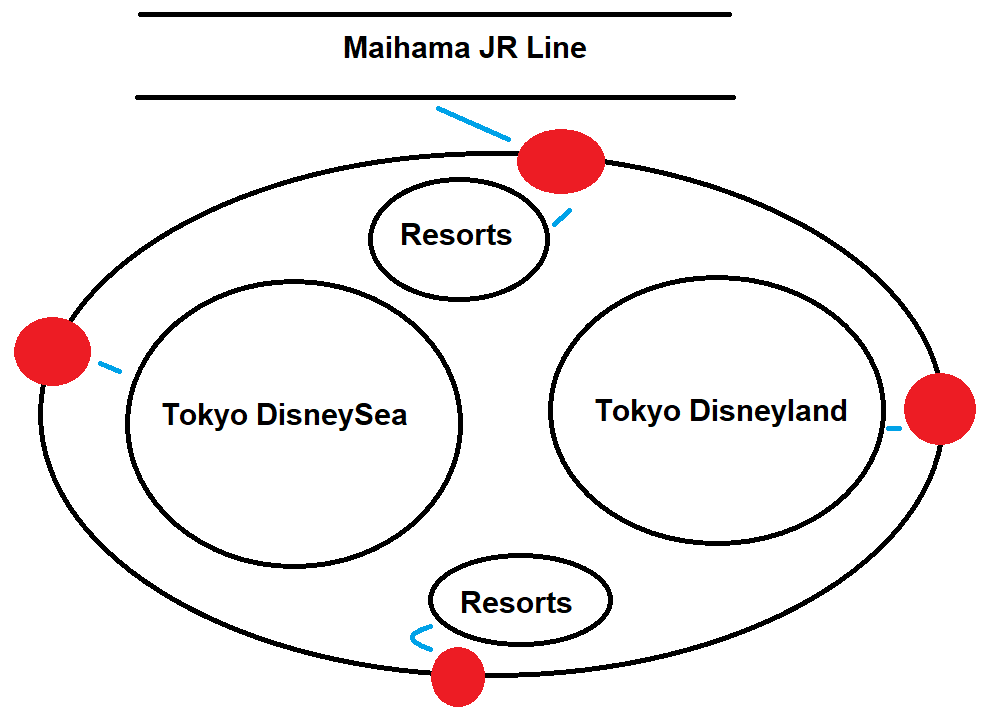 Maihama JR Line
Resorts
Tokyo DisneySea
Tokyo Disneyland
Resorts